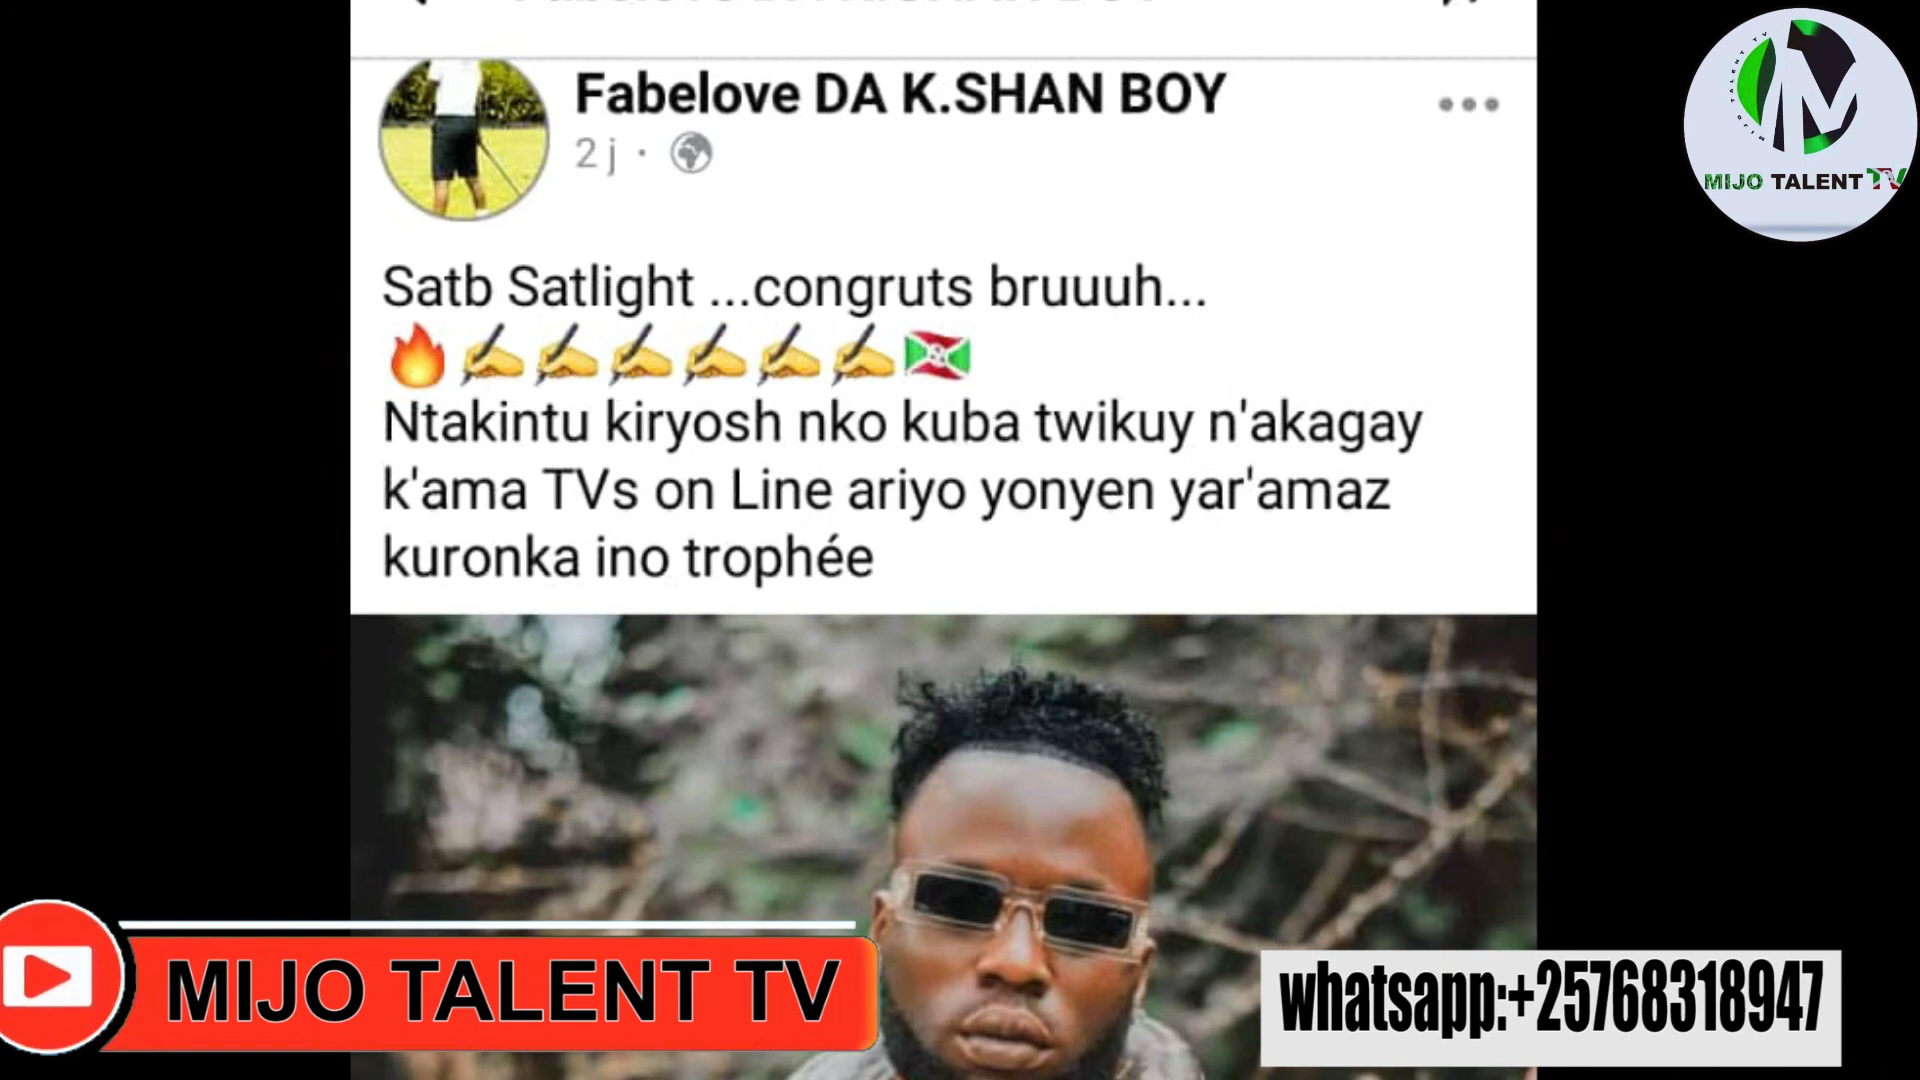 Fabelove DA K.SHAN BOY
2 j ·
Satb Satlight ...congruts bruuuh...
🔥✍️✍️✍️✍️✍️✍️🇧🇮
Ntakintu kiryosh nko kuba twikuy n'akagay
k'ama TVs on Line ariyo yonyen yar'amaz
kuronka ino trophée
MIJO TALENT TV
MIJO TALENT TV
whatsapp:+25768318947